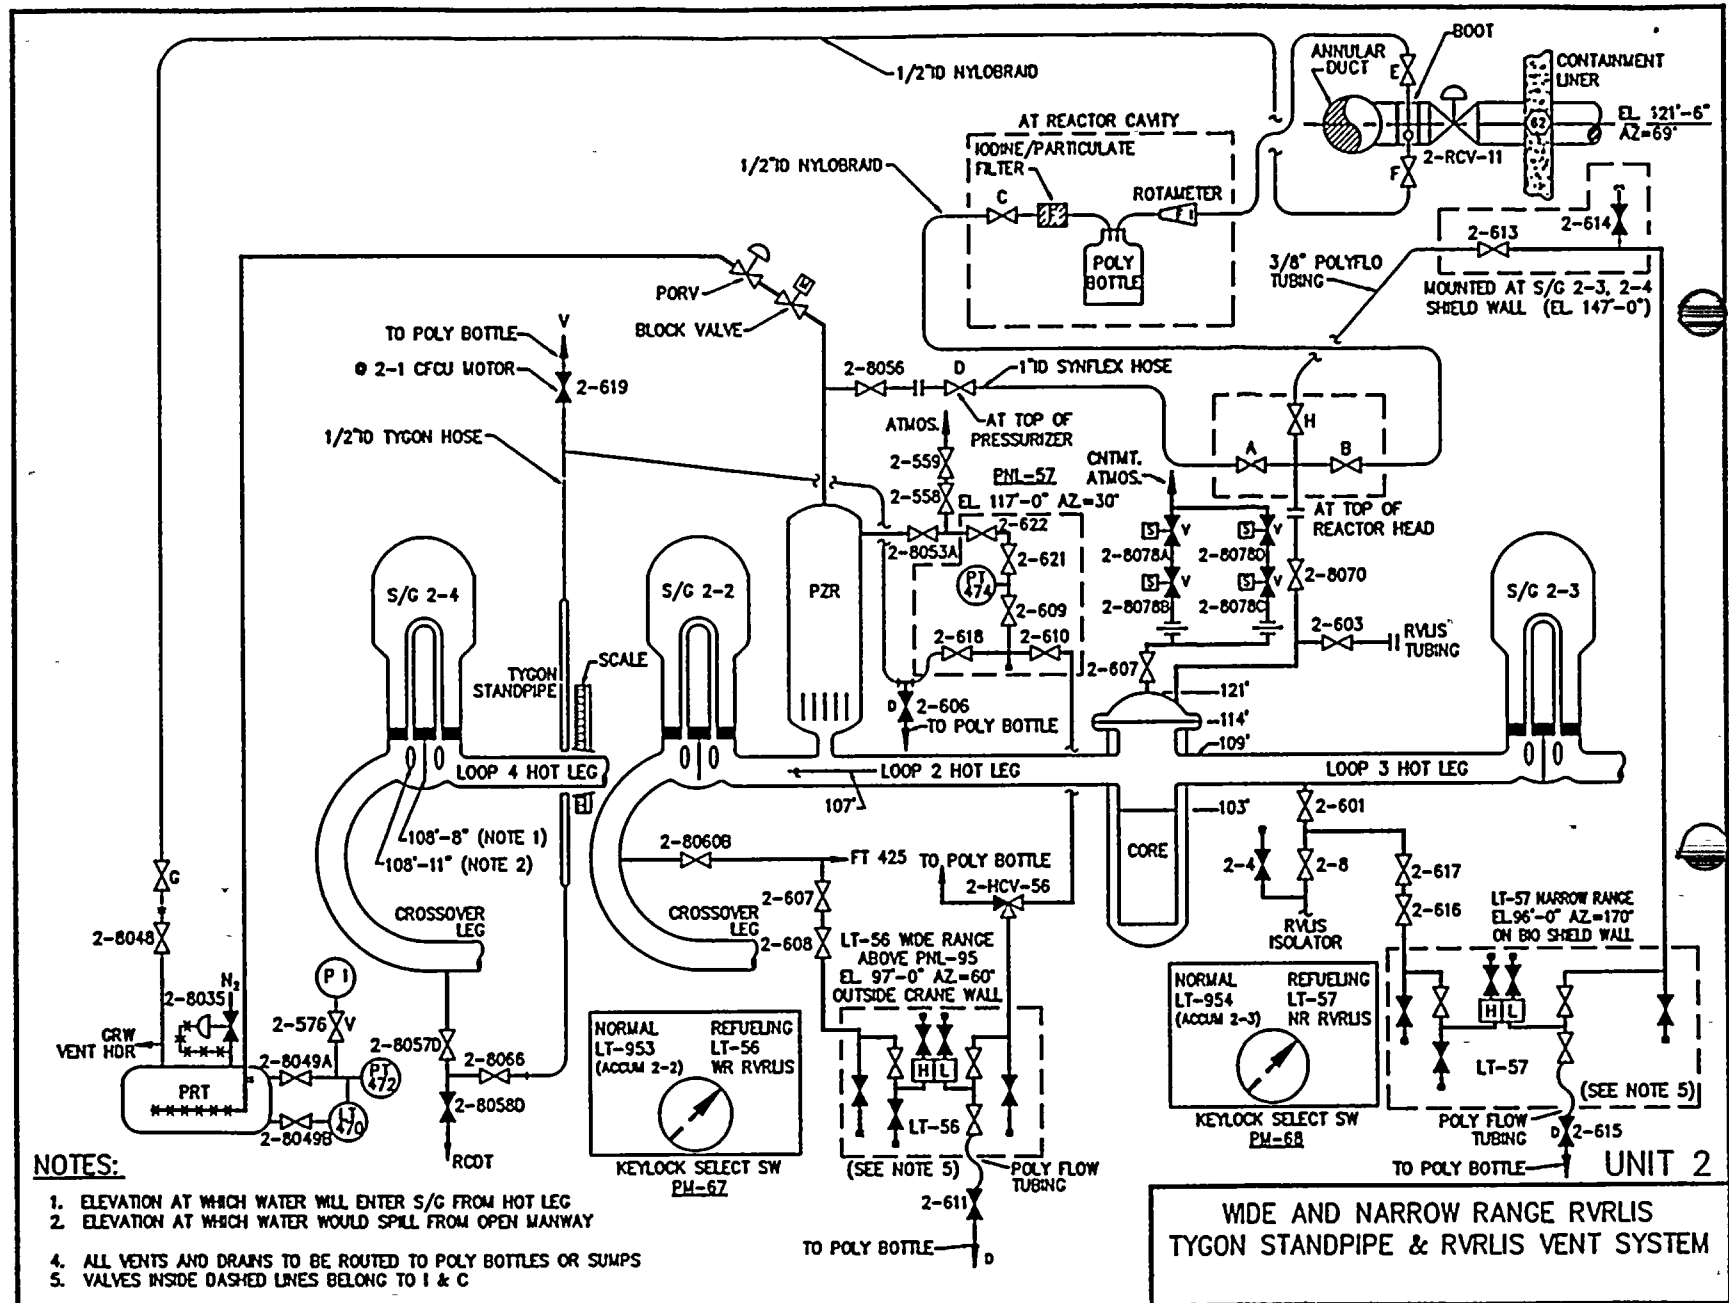 1/2"ID NYLOBRAID
ANNULAR
DUCT
BOOT
E
CONTAINMENT
LINER
62
EL 121'-6"
AZ=69°
2-RCV-11
F
AT REACTOR CAVITY
IODINE/PARTICULATE
FILTER
C
ROTAMETER
F I
POLY
BOTTLE
1/2"ID NYLOBRAID
2-613
2-614
3/8" POLYFLO
TUBING
MOUNTED AT S/G 2-3, 2-4
SHIELD WALL (EL. 147'-0")
PORV
M
BLOCK VALVE
V
TO POLY BOTTLE
@ 2-1 CFCU MOTOR
2-619
1/2"ID TYGON HOSE
2-8056
D
1"ID SYNFLEX HOSE
AT TOP OF
PRESSURIZER
H
A
B
AT TOP OF
REACTOR HEAD
ATMOS.
2-559
2-558
PNL-57
EL 117'-0" AZ=30°
2-622
2-8053A
2-621
PT
474
2-609
2-618
2-610
D
2-606
TO POLY BOTTLE
CNTMT.
ATMOS.
S
V
S
V
2-8078A
2-8078D
S
V
S
V
2-8078B
2-8078C
2-8070
2-603
RVLIS
TUBING
2-607
121'
114'
109'
S/G 2-4
S/G 2-2
PZR
S/G 2-3
TYGON
STANDPIPE
SCALE
LOOP 4 HOT LEG
LOOP 2 HOT LEG
LOOP 3 HOT LEG
107'
103'
CORE
108'-8" (NOTE 1)
108'-11" (NOTE 2)
2-8060B
FT 425
TO POLY BOTTLE
2-HCV-56
2-601
2-4
2-8
RVLIS
ISOLATOR
2-617
2-616
LT-57 NARROW RANGE
EL 96'-0" AZ.=170°
ON BIO SHIELD WALL
G
2-8048
CROSSOVER
LEG
CROSSOVER
LEG
2-607
2-608
LT-56 WIDE RANGE
ABOVE PNL-95
EL 97'-0" AZ.=60°
OUTSIDE CRANE WALL
N2
2-8035
P I
2-576
V
GRW
VENT HDR
2-8049A
PT
472
PRT
2-8049B
LT
470
2-8057D
2-8066
2-8058D
RCDT
NORMAL
LT-953
(ACCUM 2-2)
REFUELING
LT-56
WR RVRLIS
KEYLOCK SELECT SW
PM-67
H
L
LT-56
(SEE NOTE 5)
POLY FLOW
TUBING
2-611
TO POLY BOTTLE
D
NORMAL
LT-954
(ACCUM 2-3)
REFUELING
LT-57
NR RVRLIS
KEYLOCK SELECT SW
PM-68
H
L
LT-57
(SEE NOTE 5)
POLY FLOW
TUBING
D
2-615
TO POLY BOTTLE
UNIT 2
NOTES:
1. ELEVATION AT WHICH WATER WILL ENTER S/G FROM HOT LEG
2. ELEVATION AT WHICH WATER WOULD SPILL FROM OPEN MANWAY
4. ALL VENTS AND DRAINS TO BE ROUTED TO POLY BOTTLES OR SUMPS
5. VALVES INSIDE DASHED LINES BELONG TO I & C
WIDE AND NARROW RANGE RVRLIS
TYGON STANDPIPE & RVRLIS VENT SYSTEM